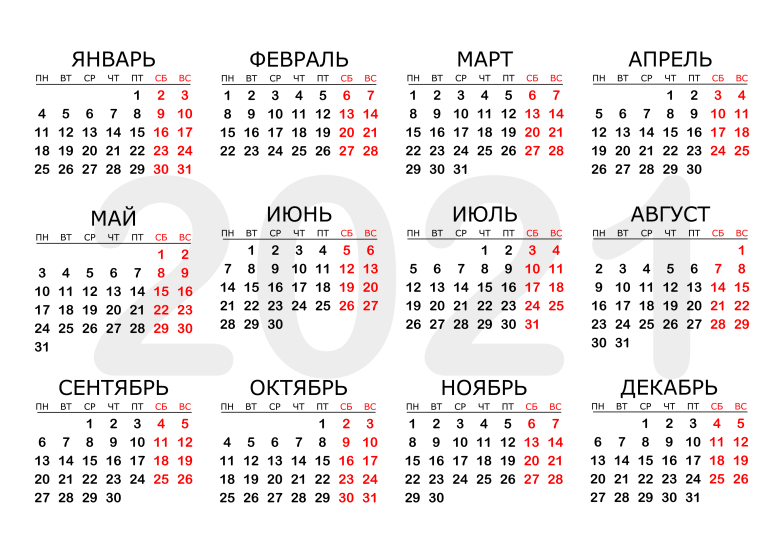 2021
ЯНВАРЬ
ПН ВТ СР ЧТ ПТ СБ ВС
1 2 3
4 5 6 7 8 9 10
11 12 13 14 15 16 17
18 19 20 21 22 23 24
25 26 27 28 29 30 31
ФЕВРАЛЬ
ПН ВТ СР ЧТ ПТ СБ ВС
1 2 3 4 5 6 7
8 9 10 11 12 13 14
15 16 17 18 19 20 21
22 23 24 25 26 27 28
МАРТ
ПН ВТ СР ЧТ ПТ СБ ВС
1 2 3 4 5 6 7
8 9 10 11 12 13 14
15 16 17 18 19 20 21
22 23 24 25 26 27 28
29 30 31
АПРЕЛЬ
ПН ВТ СР ЧТ ПТ СБ ВС
1 2 3 4
5 6 7 8 9 10 11
12 13 14 15 16 17 18
19 20 21 22 23 24 25
26 27 28 29 30
МАЙ
ПН ВТ СР ЧТ ПТ СБ ВС
1 2
3 4 5 6 7 8 9
10 11 12 13 14 15 16
17 18 19 20 21 22 23
24 25 26 27 28 29 30
31
ИЮНЬ
ПН ВТ СР ЧТ ПТ СБ ВС
1 2 3 4 5 6
7 8 9 10 11 12 13
14 15 16 17 18 19 20
21 22 23 24 25 26 27
28 29 30
ИЮЛЬ
ПН ВТ СР ЧТ ПТ СБ ВС
1 2 3 4
5 6 7 8 9 10 11
12 13 14 15 16 17 18
19 20 21 22 23 24 25
26 27 28 29 30 31
АВГУСТ
ПН ВТ СР ЧТ ПТ СБ ВС
1
2 3 4 5 6 7 8
9 10 11 12 13 14 15
16 17 18 19 20 21 22
23 24 25 26 27 28 29
30 31
СЕНТЯБРЬ
ПН ВТ СР ЧТ ПТ СБ ВС
1 2 3 4 5
6 7 8 9 10 11 12
13 14 15 16 17 18 19
20 21 22 23 24 25 26
27 28 29 30
ОКТЯБРЬ
ПН ВТ СР ЧТ ПТ СБ ВС
1 2 3
4 5 6 7 8 9 10
11 12 13 14 15 16 17
18 19 20 21 22 23 24
25 26 27 28 29 30 31
НОЯБРЬ
ПН ВТ СР ЧТ ПТ СБ ВС
1 2 3 4 5 6 7
8 9 10 11 12 13 14
15 16 17 18 19 20 21
22 23 24 25 26 27 28
29 30
ДЕКАБРЬ
ПН ВТ СР ЧТ ПТ СБ ВС
1 2 3 4 5
6 7 8 9 10 11 12
13 14 15 16 17 18 19
20 21 22 23 24 25 26
27 28 29 30 31